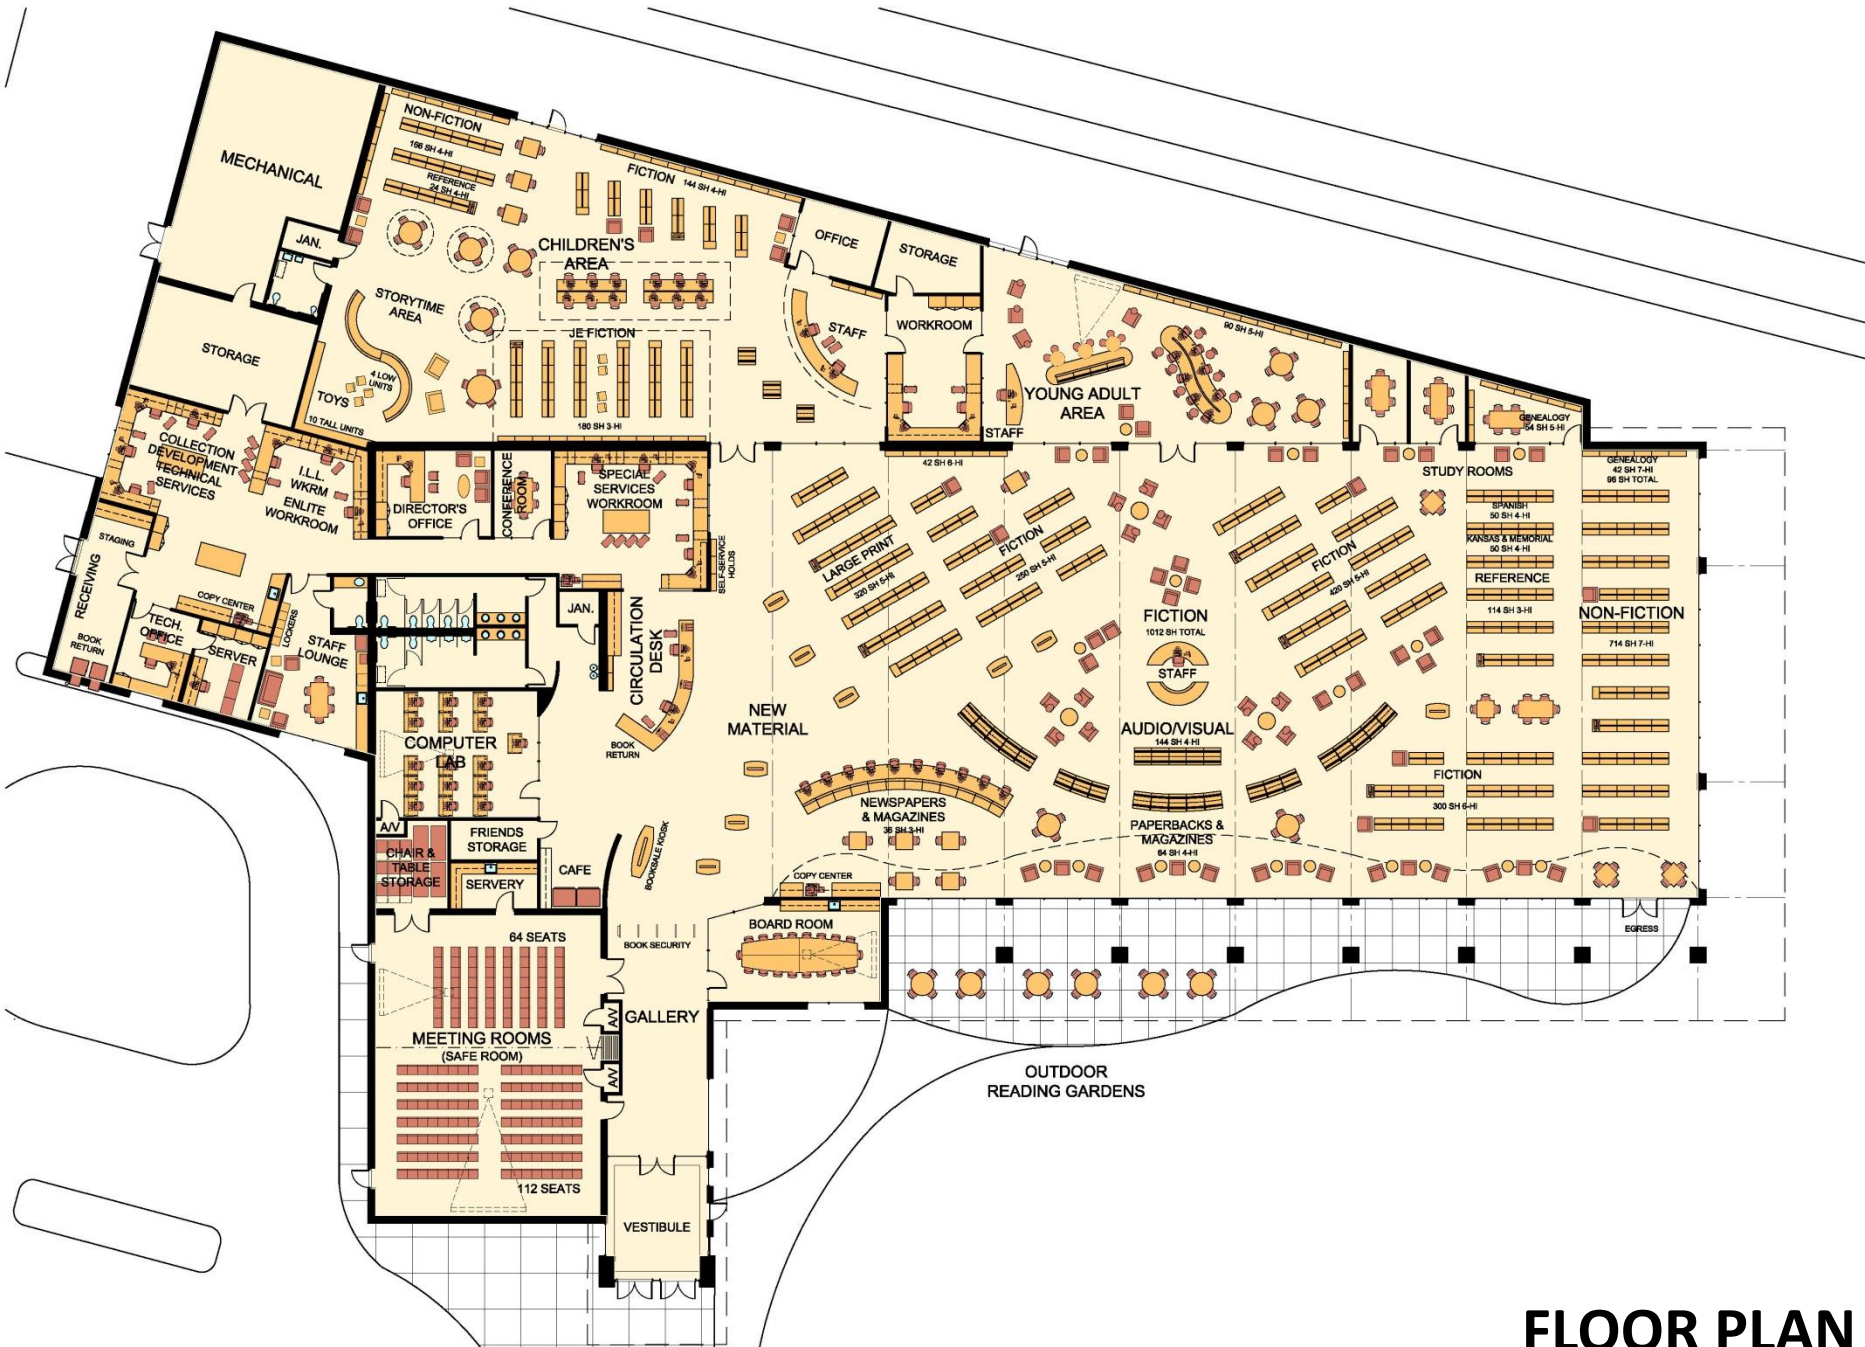 MECHANICAL
NON-FICTION
166 SH 4-HI
REFERENCE
24 SH 4-HI
FICTION 144 SH 4-HI
JAN.
CHILDREN'S
AREA
OFFICE
STORAGE
STORYTIME
AREA
STAFF
WORKROOM
JE FICTION
90 SH 5-HI
STORAGE
4 LOW
UNITS
TOYS
10 TALL UNITS
180 SH 3-HI
YOUNG ADULT
AREA
STAFF
GENEALOGY
54 SH 5-HI
COLLECTION
DEVELOPMENT
TECHNICAL
SERVICES
I.L.L.
WKRM
ENLITE
WORKROOM
DIRECTOR'S
OFFICE
CONFERENCE
ROOM
SPECIAL
SERVICES
WORKROOM
SELF-SERVICE
HOLDS
42 SH 6-HI
STUDY ROOMS
GENEALOGY
42 SH 7-HI
96 SH TOTAL
SPANISH
50 SH 4-HI
KANSAS & MEMORIAL
50 SH 4-HI
REFERENCE
114 SH 3-HI
NON-FICTION
714 SH 7-HI
LARGE PRINT
320 SH 5-HI
FICTION
250 SH 5-HI
FICTION
420 SH 5-HI
FICTION
1012 SH TOTAL
STAFF
STAGING
RECEIVING
BOOK
RETURN
COPY CENTER
TECH.
OFFICE
SERVER
LOCKERS
STAFF
LOUNGE
JAN.
CIRCULATION
DESK
BOOK
RETURN
NEW
MATERIAL
AUDIO/VISUAL
144 SH 4-HI
COMPUTER
LAB
NEWSPAPERS
& MAGAZINES
36 SH 3-HI
PAPERBACKS &
MAGAZINES
64 SH 4-HI
FICTION
300 SH 6-HI
A/V
FRIENDS
STORAGE
CHAIR &
TABLE
STORAGE
SERVERY
CAFE
BOOKSALE KIOSK
COPY CENTER
BOARD ROOM
BOOK SECURITY
EGRESS
64 SEATS
A/V
GALLERY
MEETING ROOMS
(SAFE ROOM)
A/V
OUTDOOR
READING GARDENS
112 SEATS
VESTIBULE
FLOOR PLAN